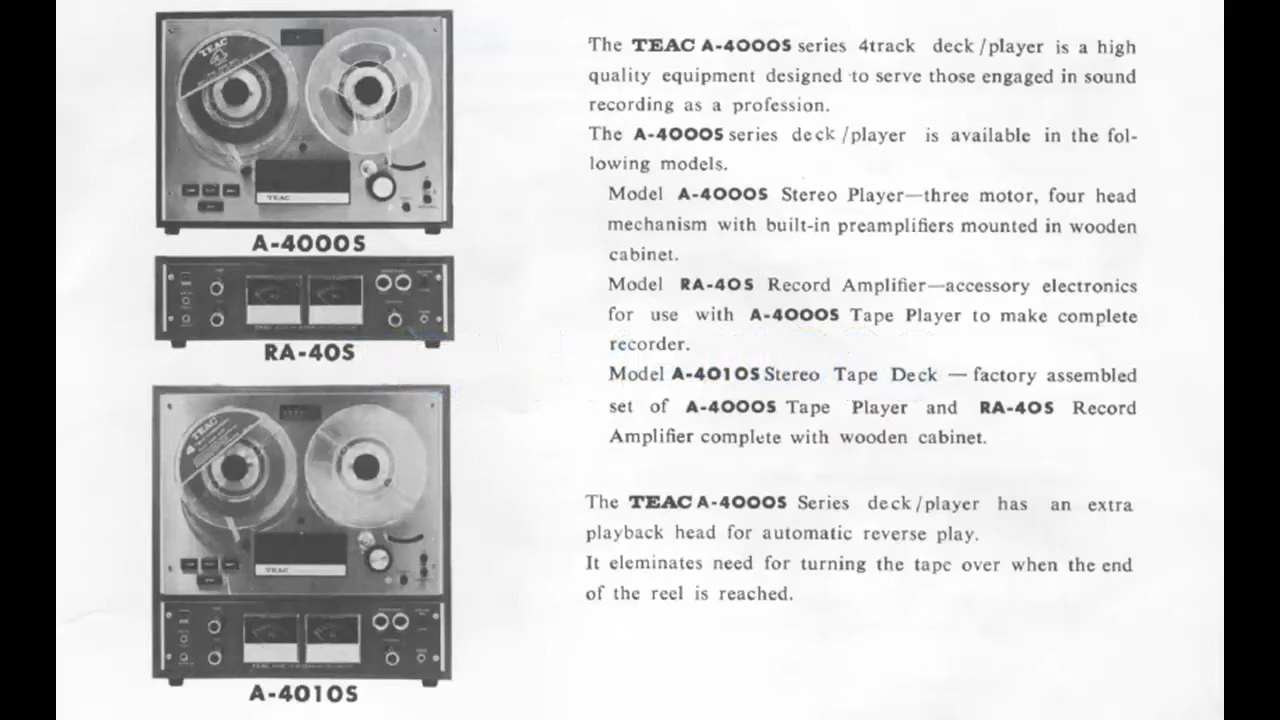 TEAC
TEAC
A-4000S
RA-40S
TEAC
TEAC
TEAC
A-4010S
The TEAC A-4000S series 4track deck/player is a high
quality equipment designed to serve those engaged in sound
recording as a profession.
The A-4000S series deck/player is available in the fol-
lowing models.
Model A-4000S Stereo Player—three motor, four head
mechanism with built-in preamplifiers mounted in wooden
cabinet.
Model RA-40S Record Amplifier—accessory electronics
for use with A-4000S Tape Player to make complete
recorder.
Model A-4010S Stereo Tape Deck — factory assembled
set of A-4000S Tape Player and RA-40S Record
Amplifier complete with wooden cabinet.
The TEAC A-4000S Series deck/player has an extra
playback head for automatic reverse play.
It eleminates need for turning the tape over when the end
of the reel is reached.